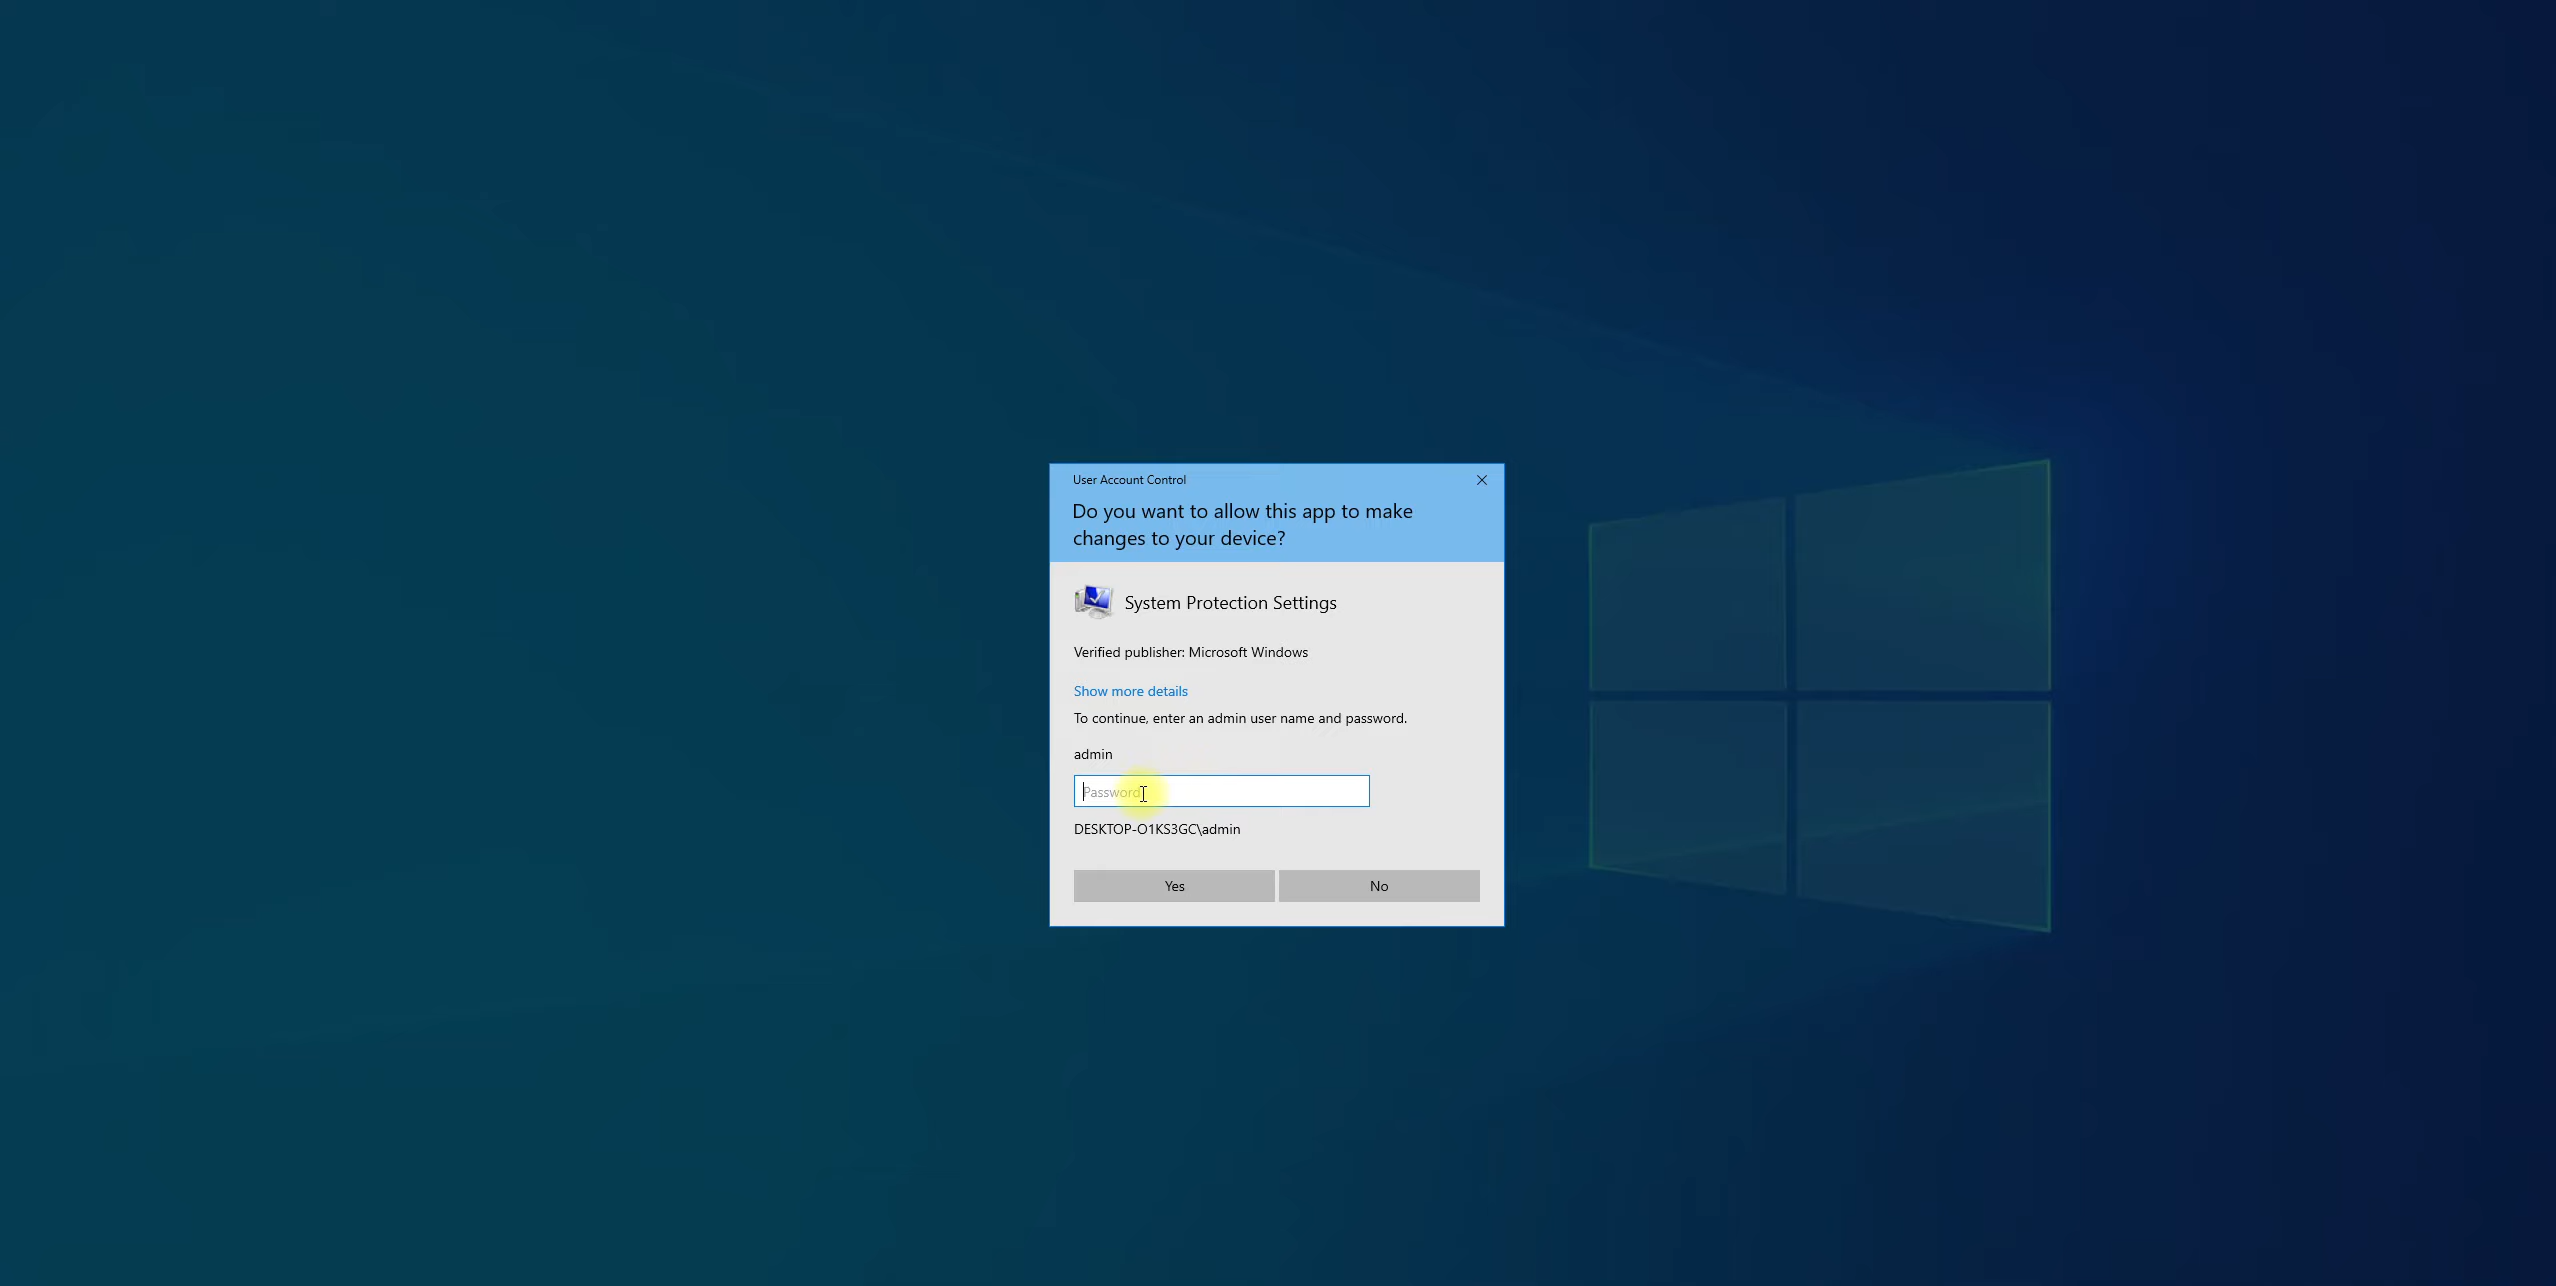 User Account Control
Do you want to allow this app to make
changes to your device?
System Protection Settings
Verified publisher: Microsoft Windows
Show more details
To continue, enter an admin user name and password.
admin
Password
DESKTOP-O1KS3GC\admin
Yes
No